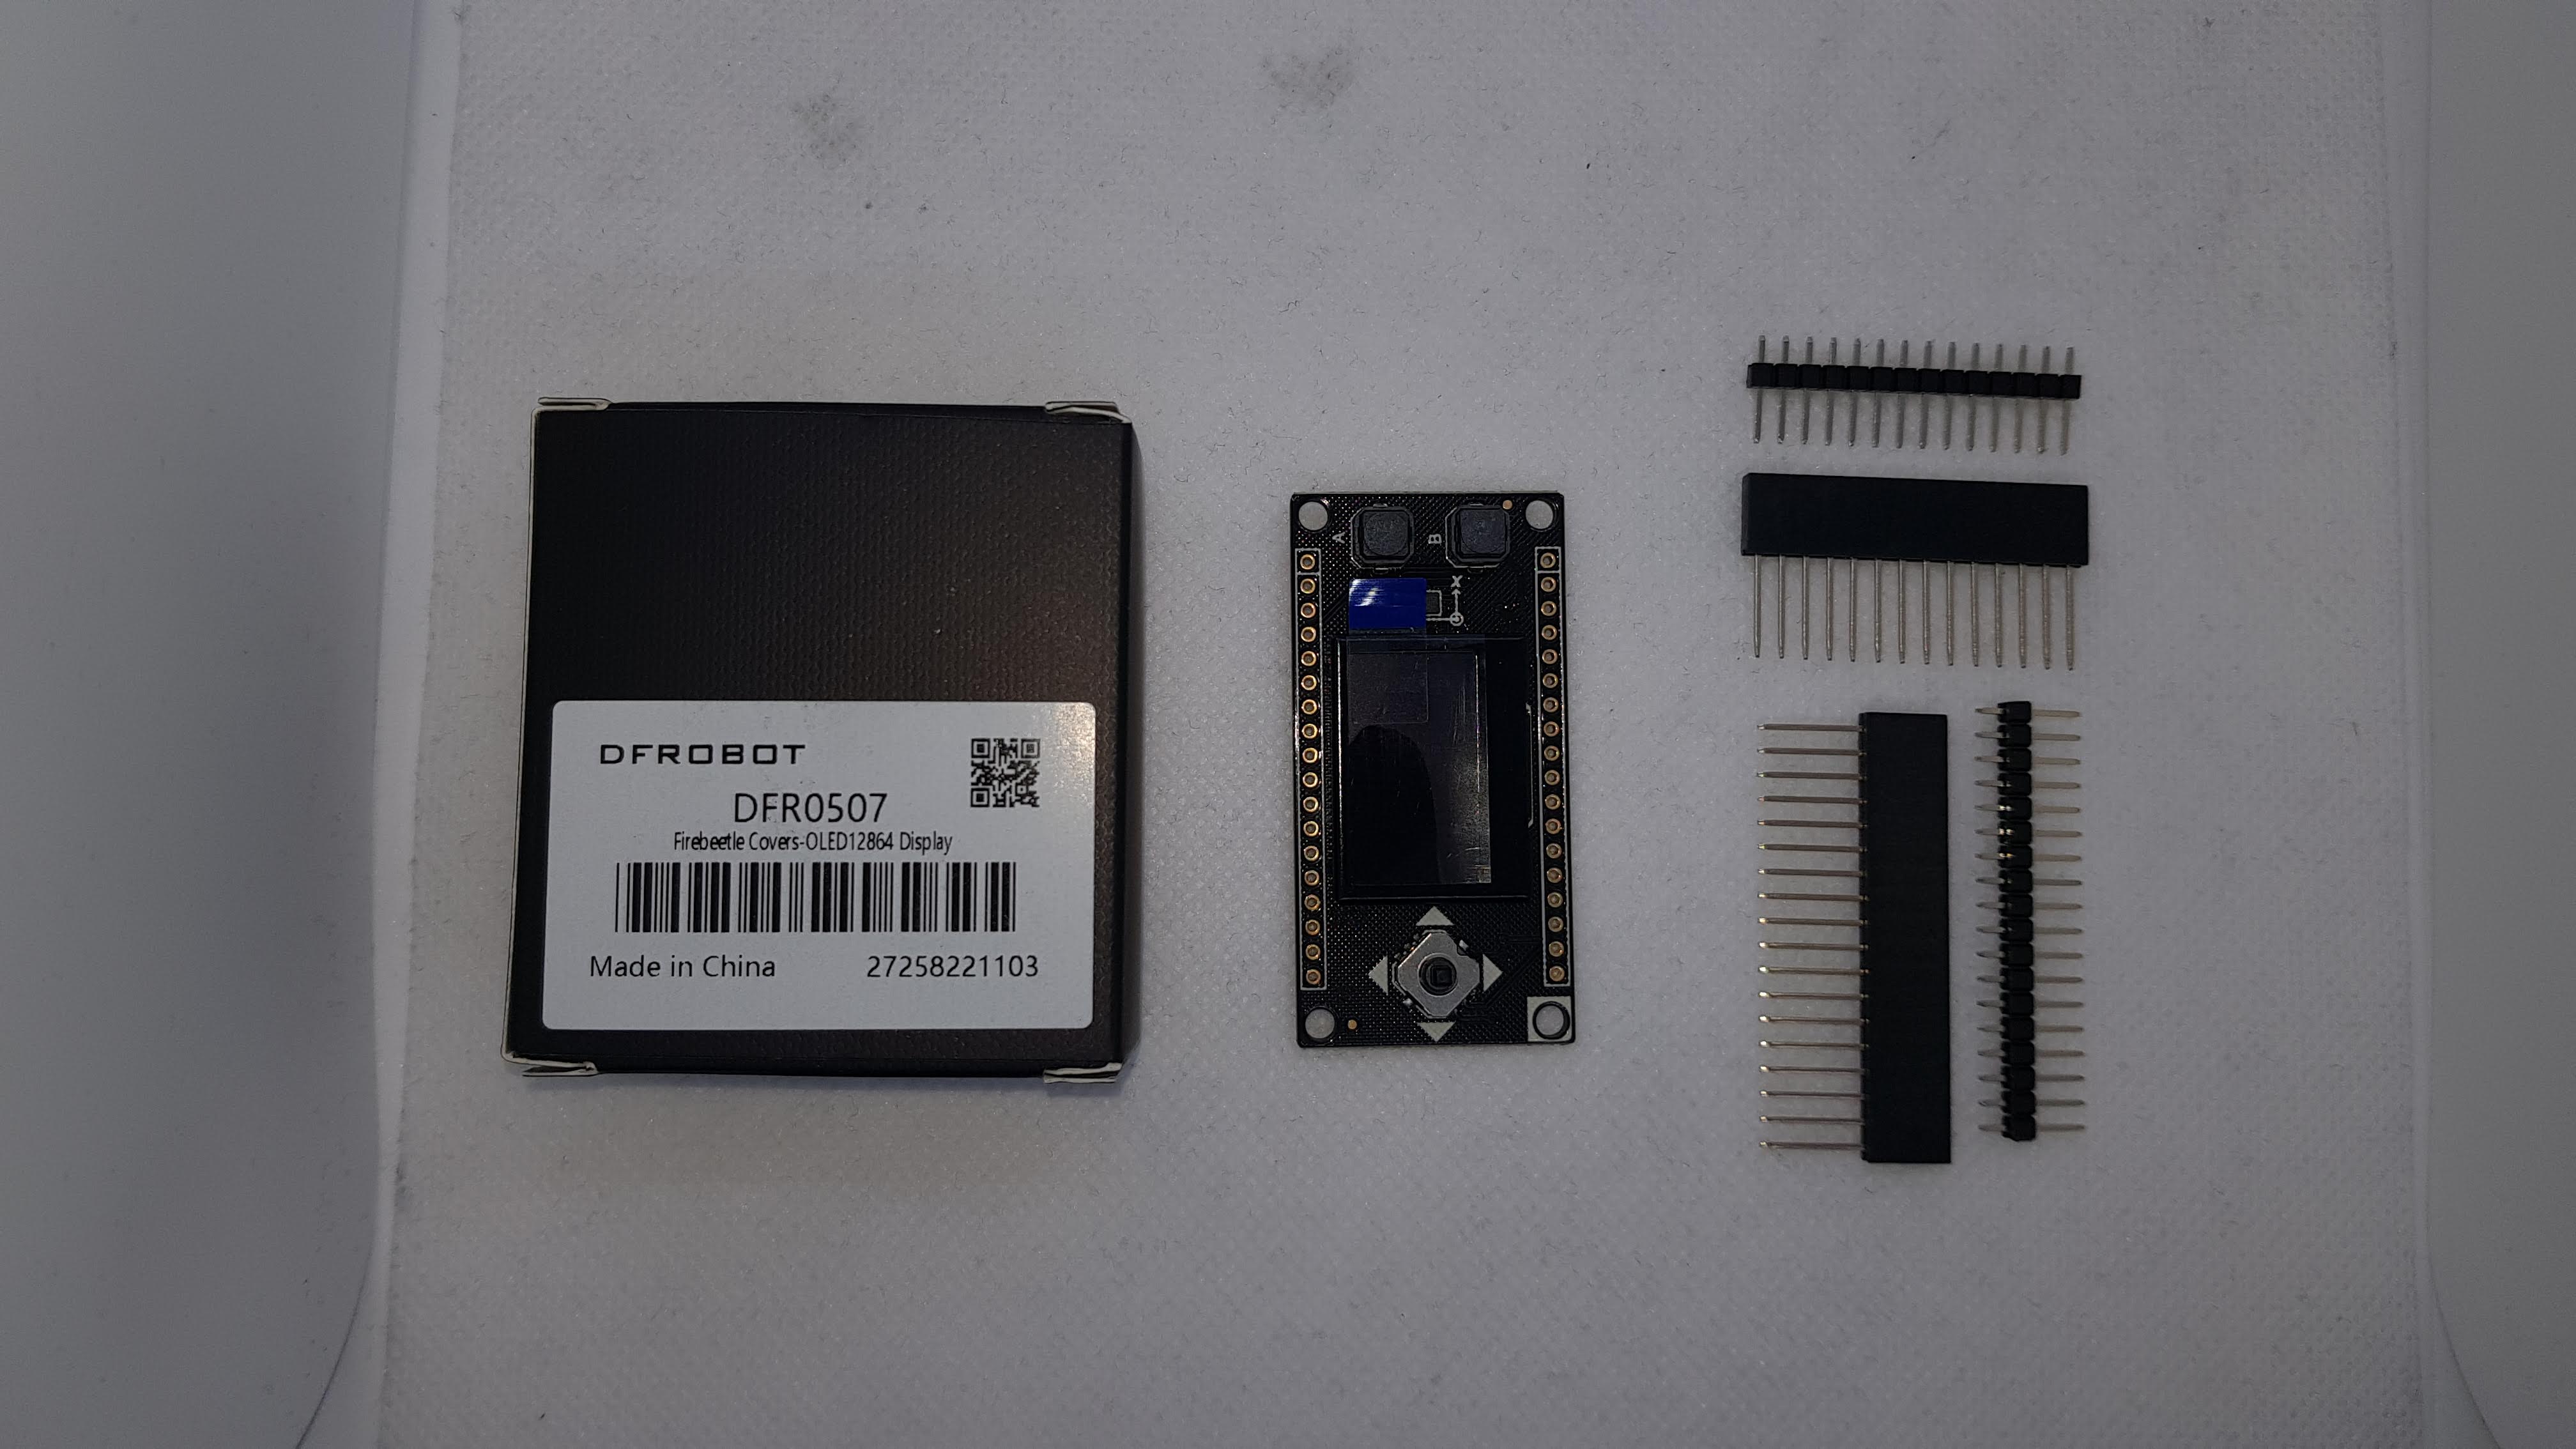 DFROBOT
DFR0507
Firebeetle Covers-OLED12864 Display
Made in China 27258221103
A
B
X